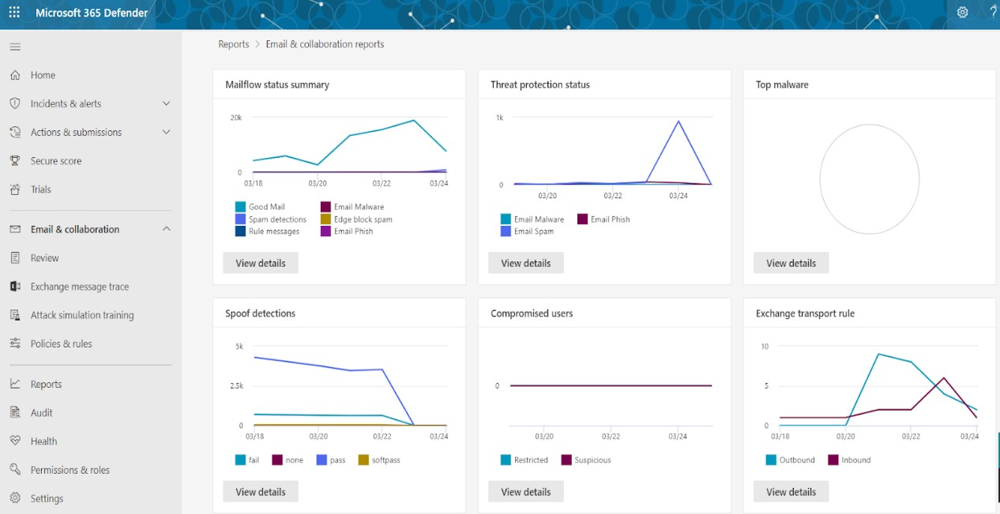 Microsoft 365 Defender
?
Reports > Email & collaboration reports
Home
Incidents & alerts
Actions & submissions
Secure score
Trials
Email & collaboration
Review
Exchange message trace
Attack simulation training
Policies & rules
Reports
Audit
Health
Permissions & roles
Settings
Mailflow status summary
20k
0
03/18 03/20 03/22 03/24
Good Mail Email Malware
Spam detections Edge block spam
Rule messages Email Phish
View details
Threat protection status
1k
0
03/20 03/22 03/24
Email Malware Email Phish
Email Spam
View details
Top malware
View details
Spoof detections
5k
2.5k
0
03/18 03/20 03/22 03/24
fail none pass softpass
View details
Compromised users
0
03/20 03/22 03/24
Restricted Suspicious
View details
Exchange transport rule
10
5
0
03/18 03/20 03/22 03/24
Outbound Inbound
View details